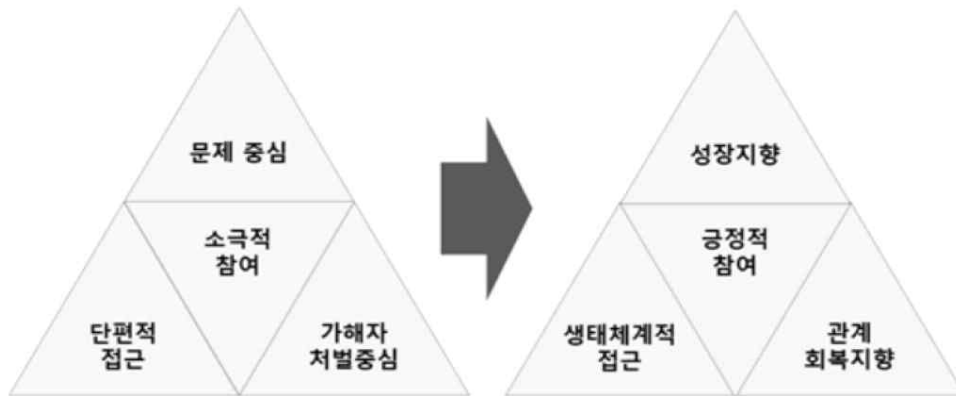 문제 중심
소극적
참여
단편적
접근
가해자
처벌중심
성장지향
긍정적
참여
생태체계적
접근
관계
회복지향